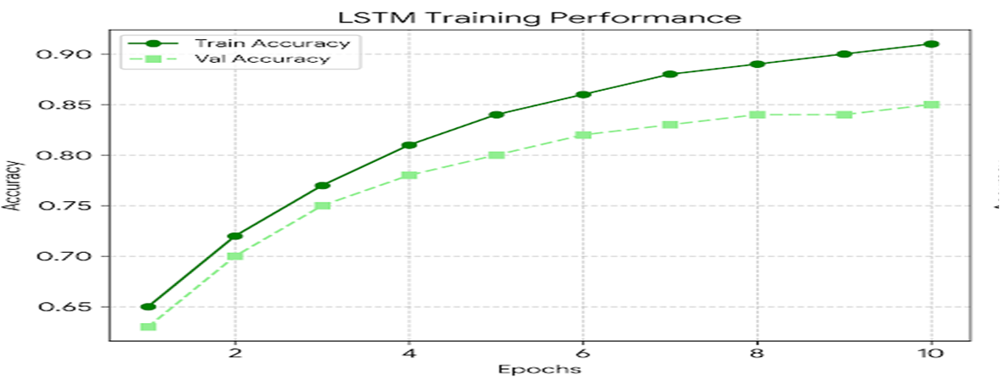 LSTM Training Performance
Train Accuracy
Val Accuracy
0.90
0.85
0.80
0.75
0.70
0.65
Accuracy
2 4 6 8 10
Epochs